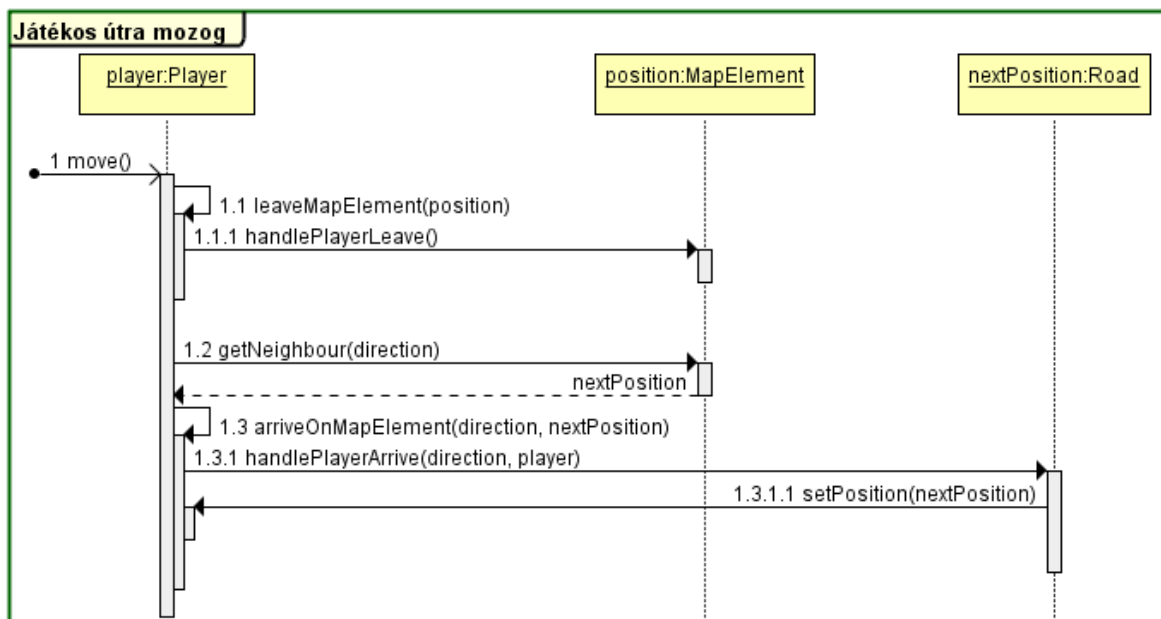 Játékos útra mozog
player:Player
position:MapElement
nextPosition:Road
1 move()
1.1 leaveMapElement(position)
1.1.1 handlePlayerLeave()
1.2 getNeighbour(direction)
nextPosition
1.3 arriveOnMapElement(direction, nextPosition)
1.3.1 handlePlayerArrive(direction, player)
1.3.1.1 setPosition(nextPosition)